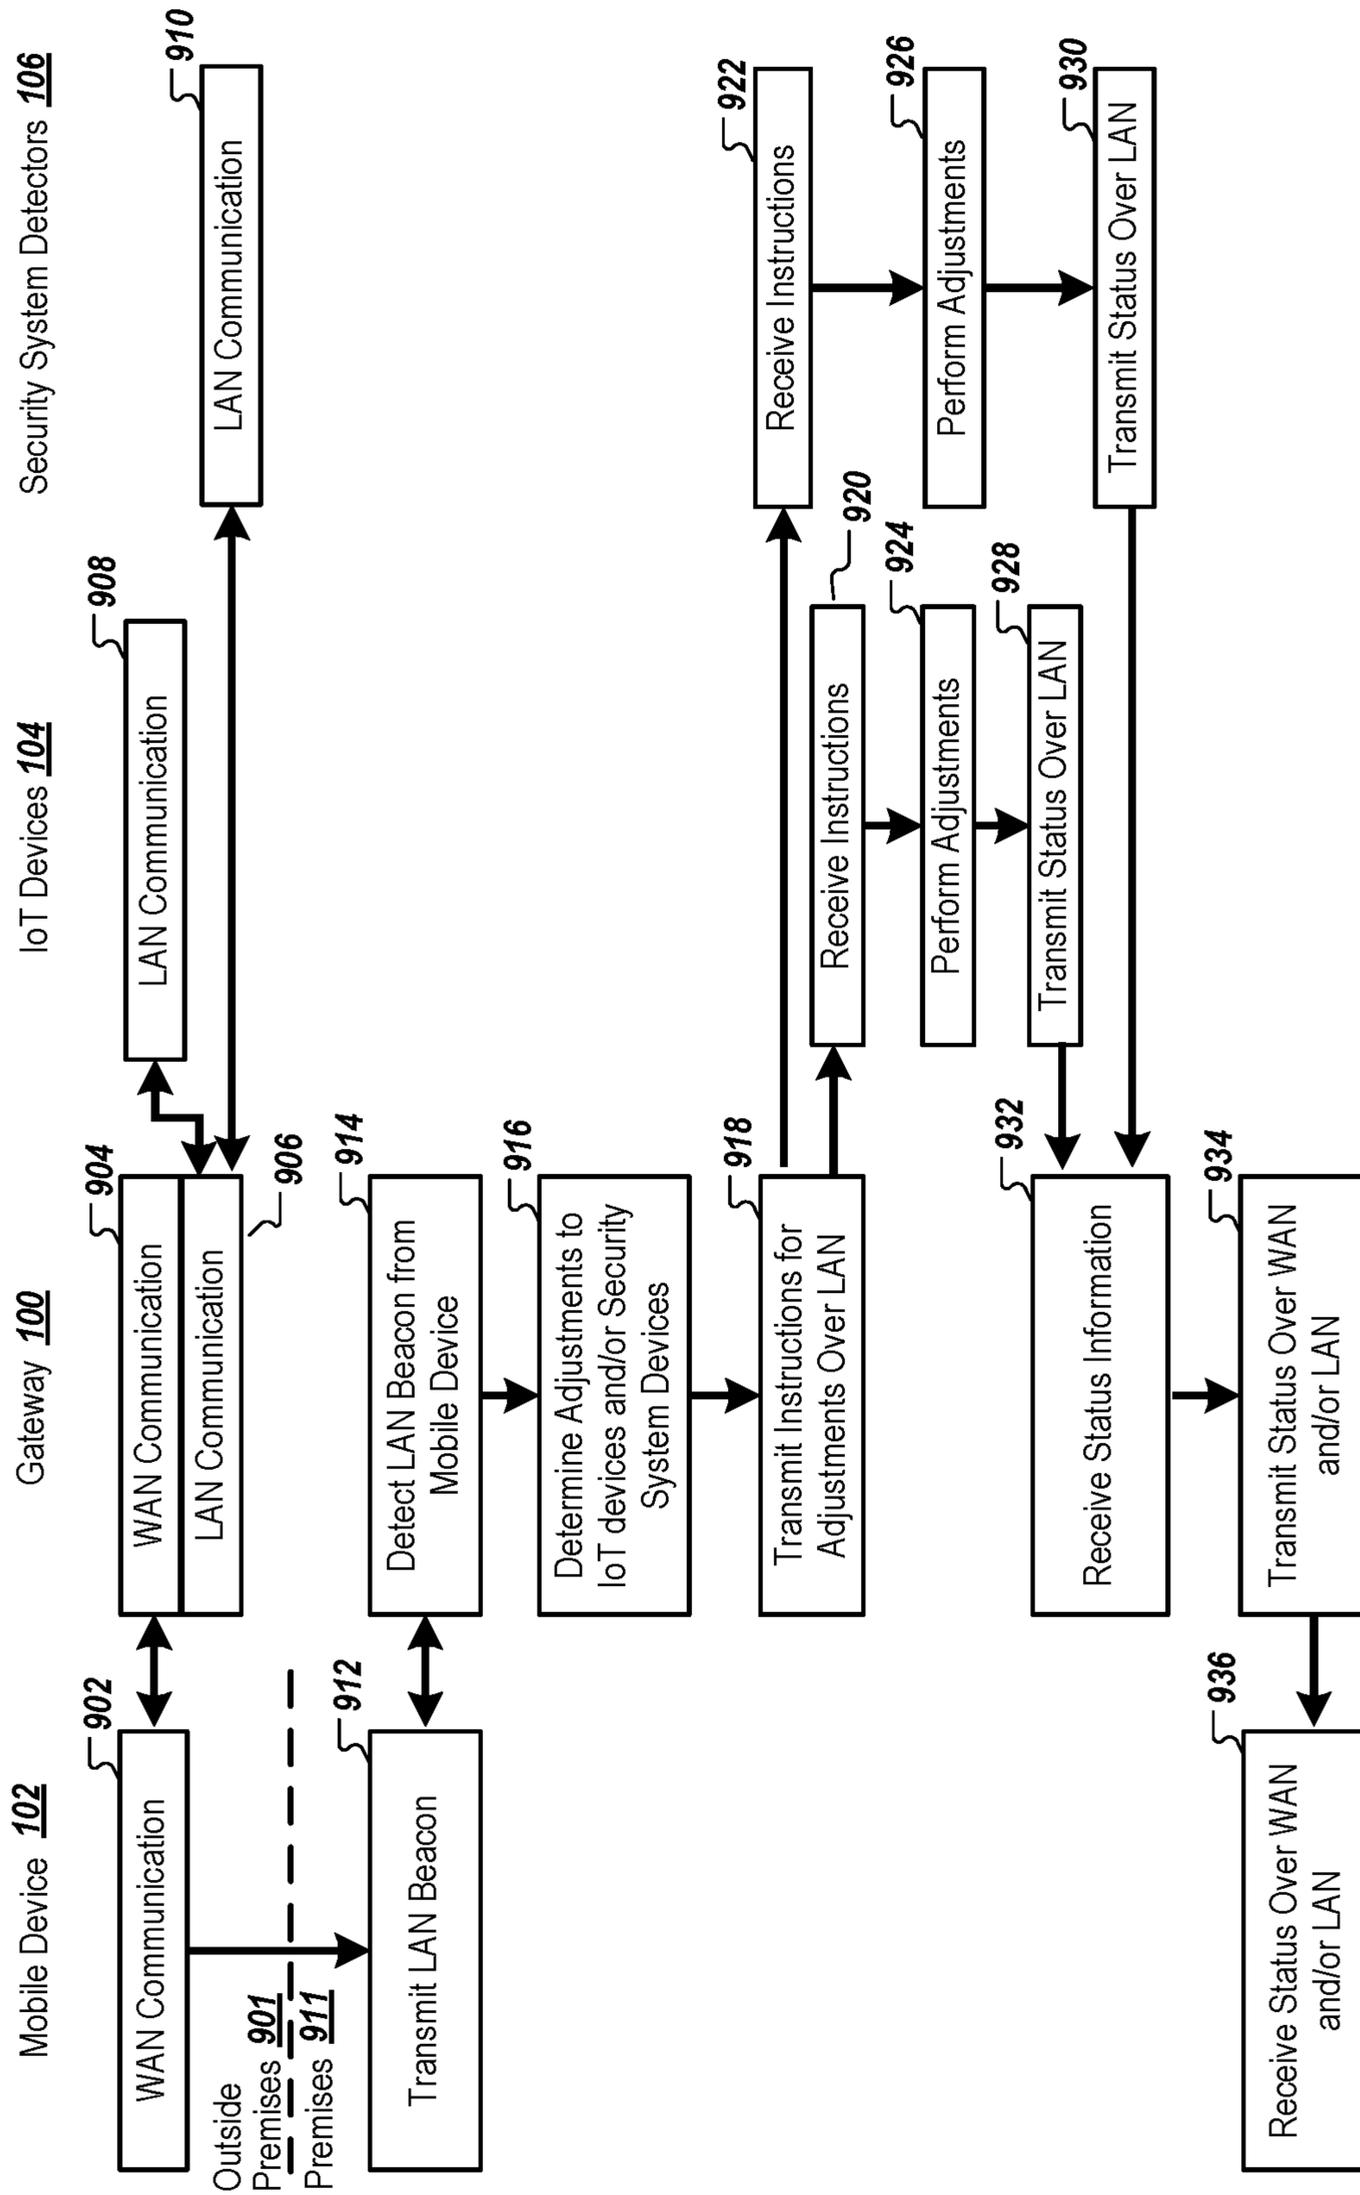 Mobile Device 102
Gateway 100
IoT Devices 104
Security System Detectors 106
902
WAN Communication
904
WAN Communication
LAN Communication
906
908
LAN Communication
910
LAN Communication
Outside
Premises 901
Premises 911
912
Transmit LAN Beacon
914
Detect LAN Beacon from
Mobile Device
916
Determine Adjustments to
IoT devices and/or Security
System Devices
918
Transmit Instructions for
Adjustments Over LAN
920
Receive Instructions
922
Receive Instructions
924
Perform Adjustments
926
Perform Adjustments
928
Transmit Status Over LAN
930
Transmit Status Over LAN
932
Receive Status Information
934
Transmit Status Over WAN
and/or LAN
936
Receive Status Over WAN
and/or LAN